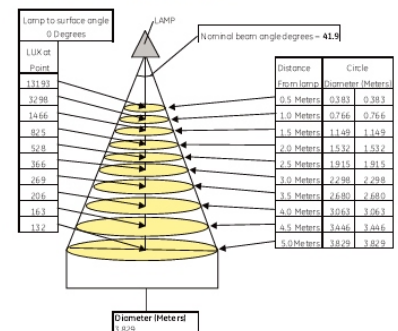 Lamp to surface angle
0 Degrees
LUX at
Point
13193
3298
1466
825
528
366
269
206
163
132
LAMP
Nominal beam angle degrees - 41.9
Distance Circle
From lamp Diameter (Meters)
0.5 Meters 0.383 0.383
1.0 Meters 0.766 0.766
1.5 Meters 1.149 1.149
2.0 Meters 1.532 1.532
2.5 Meters 1.915 1.915
3.0 Meters 2.298 2.298
3.5 Meters 2.680 2.680
4.0 Meters 3.063 3.063
4.5 Meters 3.446 3.446
5.0 Meters 3.829 3.829
Diameter (Meters)
3.829